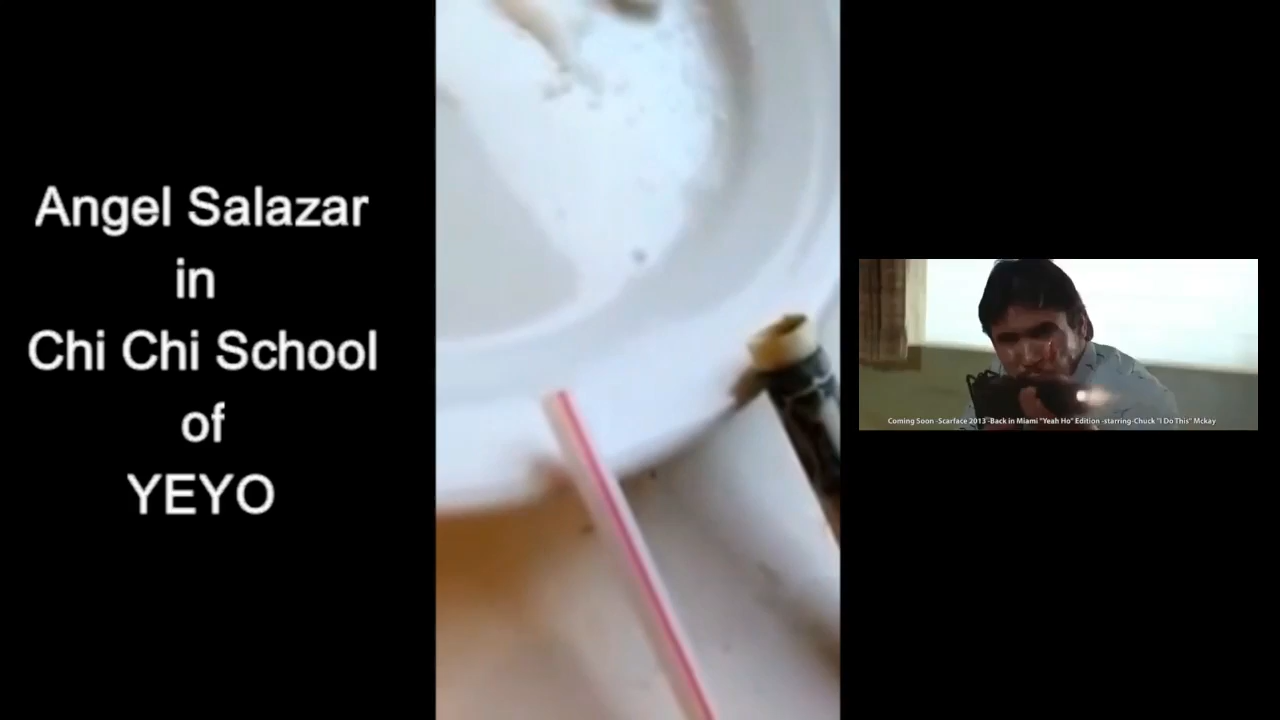 Angel Salazar
in
Chi Chi School
of
YEYO
Coming Soon -Scarface 2013 -Back in Miami "Yeah Ho" Edition -starring-Chuck "I Do This" Mckay